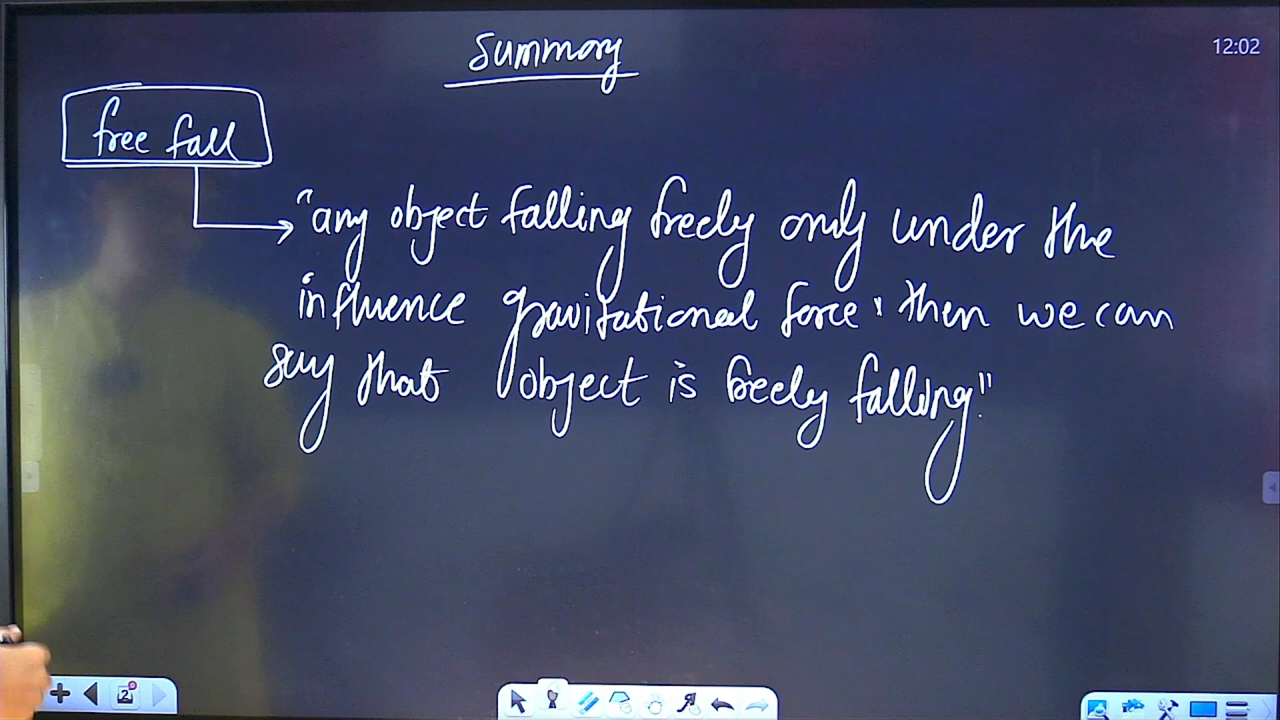 Summary
12:02
free fall
"any object falling freely only under the
influence gravitational force, then we can
say that object is freely falling."
2